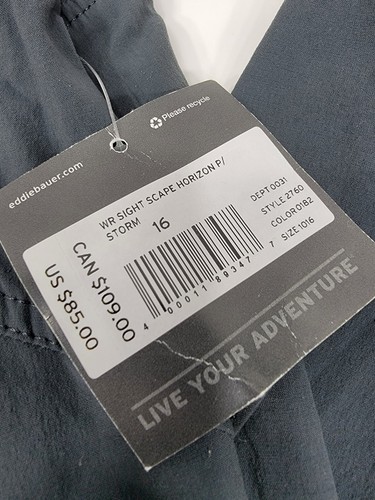 eddiebauer.com
Please recycle
WR SIGHT SCAPE HORIZON P/
STORM 16
DEPT 0031
STYLE 2760
COLOR 0182
SIZE 1016
4 00011 89347 7
CAN $109.00
US $85.00
LIVE YOUR ADVENTURE